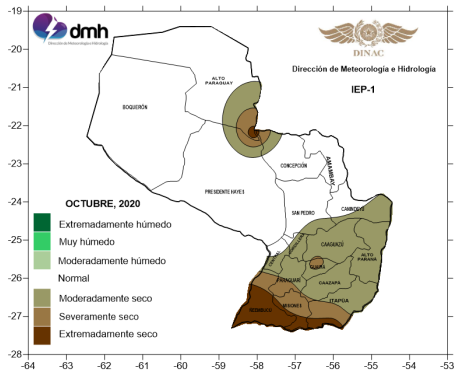 dmh
Dirección de Meteorología e Hidrología
DINAC
Dirección de Meteorología e Hidrología
IEP-1
ALTO
PARAGUAY
BOQUERÓN
CONCEPCIÓN
AMAMBAY
PRESIDENTE HAYES
SAN PEDRO
CANINDEYÚ
CAAGUAZÚ
ALTO
PARANÁ
GUAIRÁ
PARAGUARÍ
CAAZAPÁ
ITAPÚA
MISIONES
ÑEEMBUCÚ
OCTUBRE, 2020
Extremadamente húmedo
Muy húmedo
Moderadamente húmedo
Normal
Moderadamente seco
Severamente seco
Extremadamente seco
-19
-20
-21
-22
-23
-24
-25
-26
-27
-28
-64 -63 -62 -61 -60 -59 -58 -57 -56 -55 -54 -53